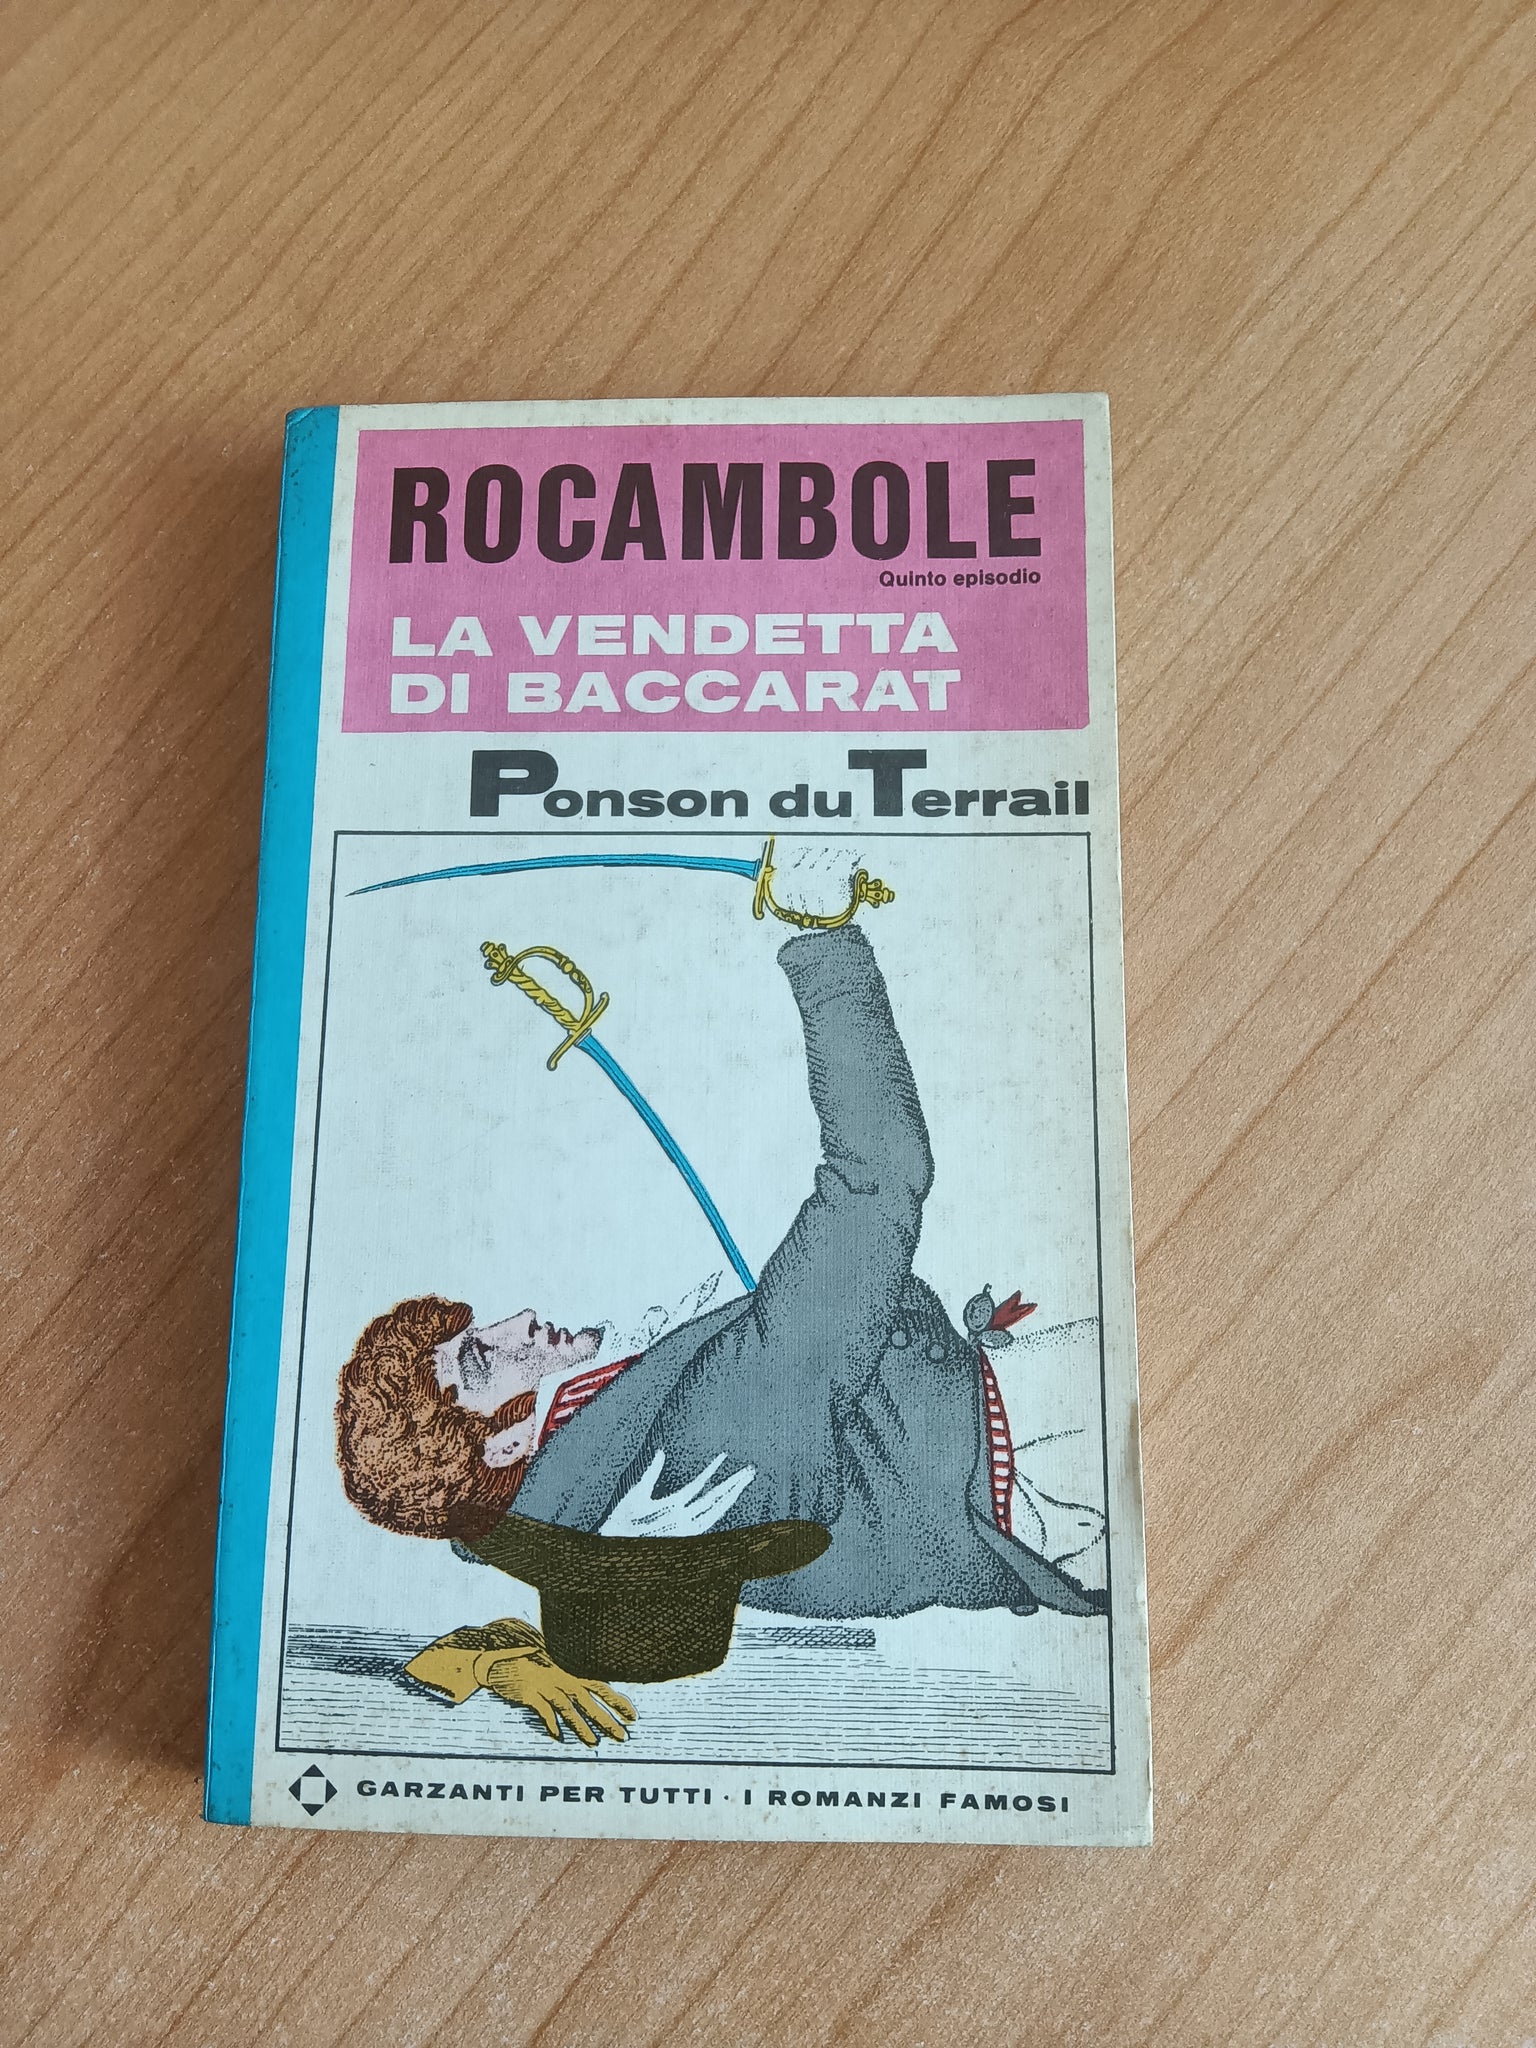 ROCAMBOLE
Quinto episodio
LA VENDETTA
DI BACCARAT
Ponson du Terrail
GARZANTI PER TUTTI · I ROMANZI FAMOSI